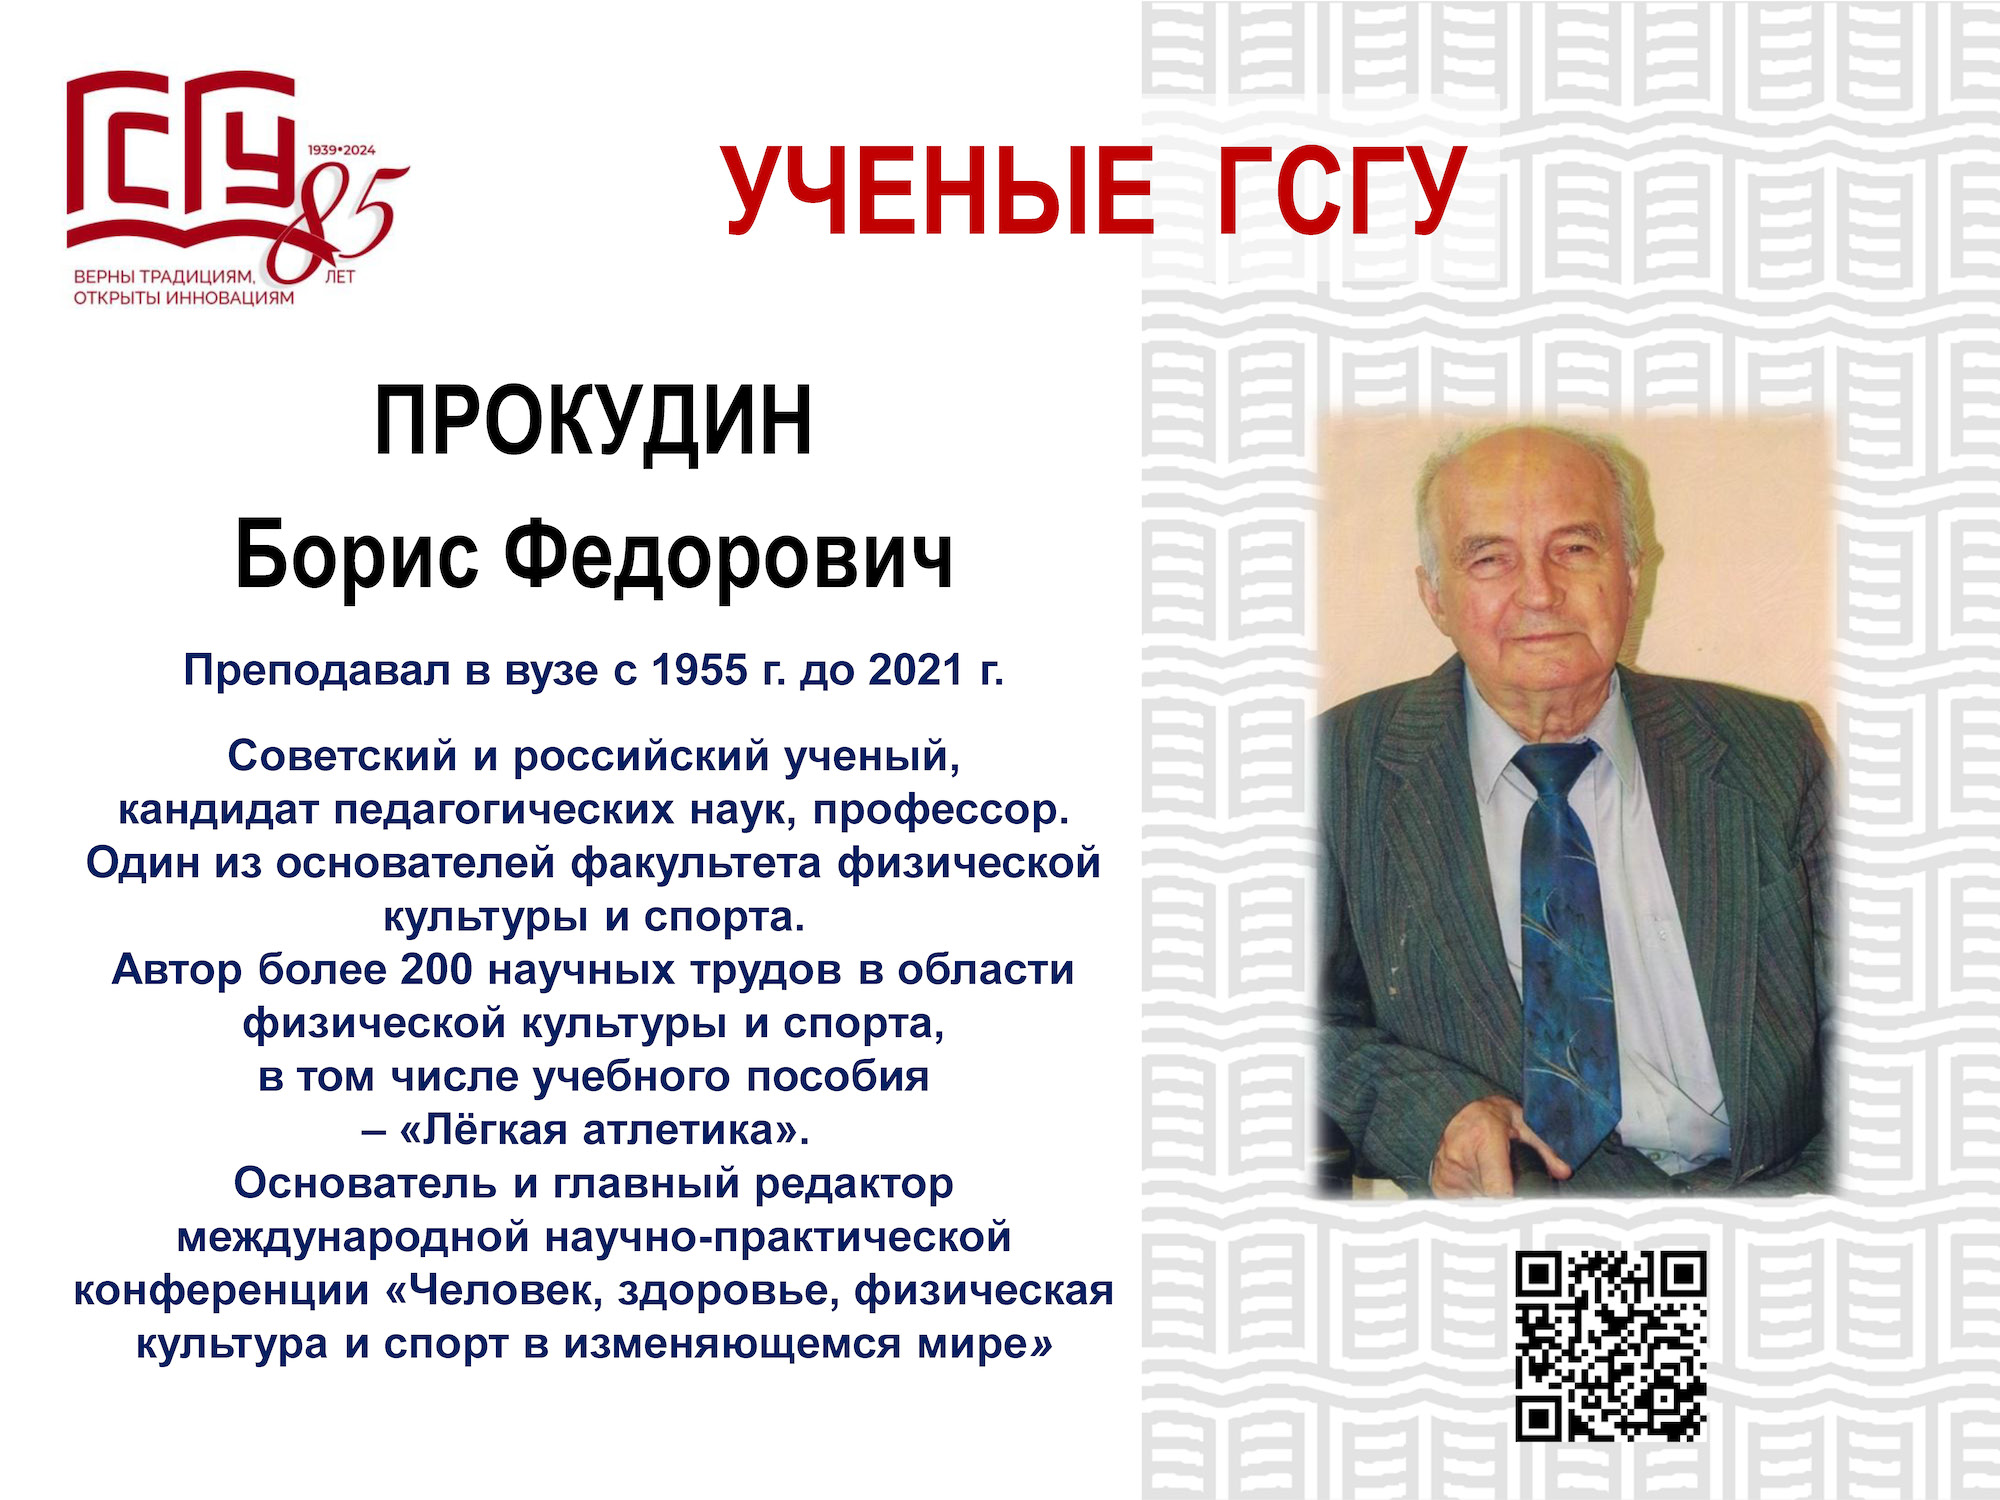 ГСГУ
1939•2024
85
ВЕРНЫ ТРАДИЦИЯМ, ЛЕТ
ОТКРЫТЫ ИННОВАЦИЯМ
УЧЕНЫЕ ГСГУ
ПРОКУДИН
Борис Федорович
Преподавал в вузе с 1955 г. до 2021 г.
Советский и российский ученый,
кандидат педагогических наук, профессор.
Один из основателей факультета физической
культуры и спорта.
Автор более 200 научных трудов в области
физической культуры и спорта,
в том числе учебного пособия
– «Лёгкая атлетика».
Основатель и главный редактор
международной научно-практической
конференции «Человек, здоровье, физическая
культура и спорт в изменяющемся мире»